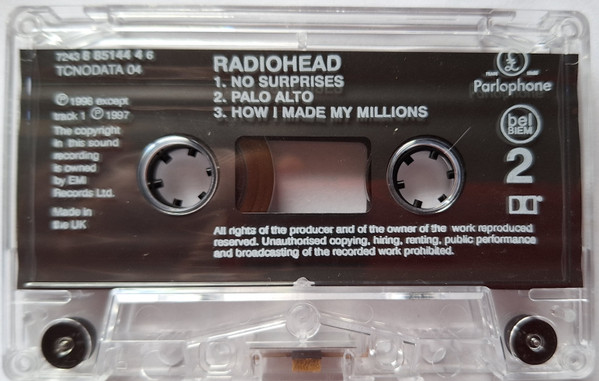 7243 8 85144 4 6
TCNODATA 04
℗1998 except
track 1 ℗ 1997
The copyright
in this sound
recording
is owned
by EMI
Records Ltd.
Made in
the UK
RADIOHEAD
1. NO SURPRISES
2. PALO ALTO
3. HOW I MADE MY MILLIONS
£
Parlophone
bel
BIEM
2
All rights of the producer and of the owner of the work reproduced
reserved. Unauthorised copying, hiring, renting, public performance
and broadcasting of the recorded work prohibited.